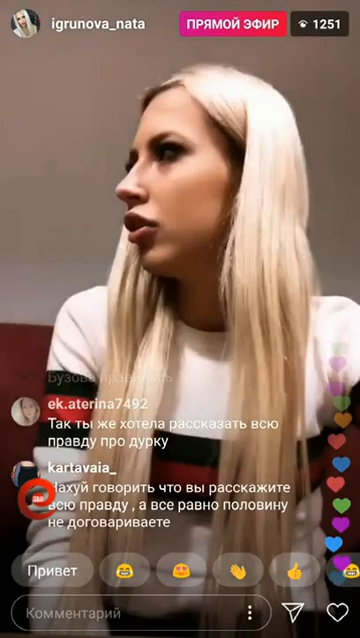 igrunova_nata
ПРЯМОЙ ЭФИР
1251
Бузова
ek.aterina7492
Так ты же хотела рассказать всю
правду про дурку
kartavaia_
Нахуй говорить что вы расскажите
всю правду , а все равно половину
не договариваете
Привет
Комментарий